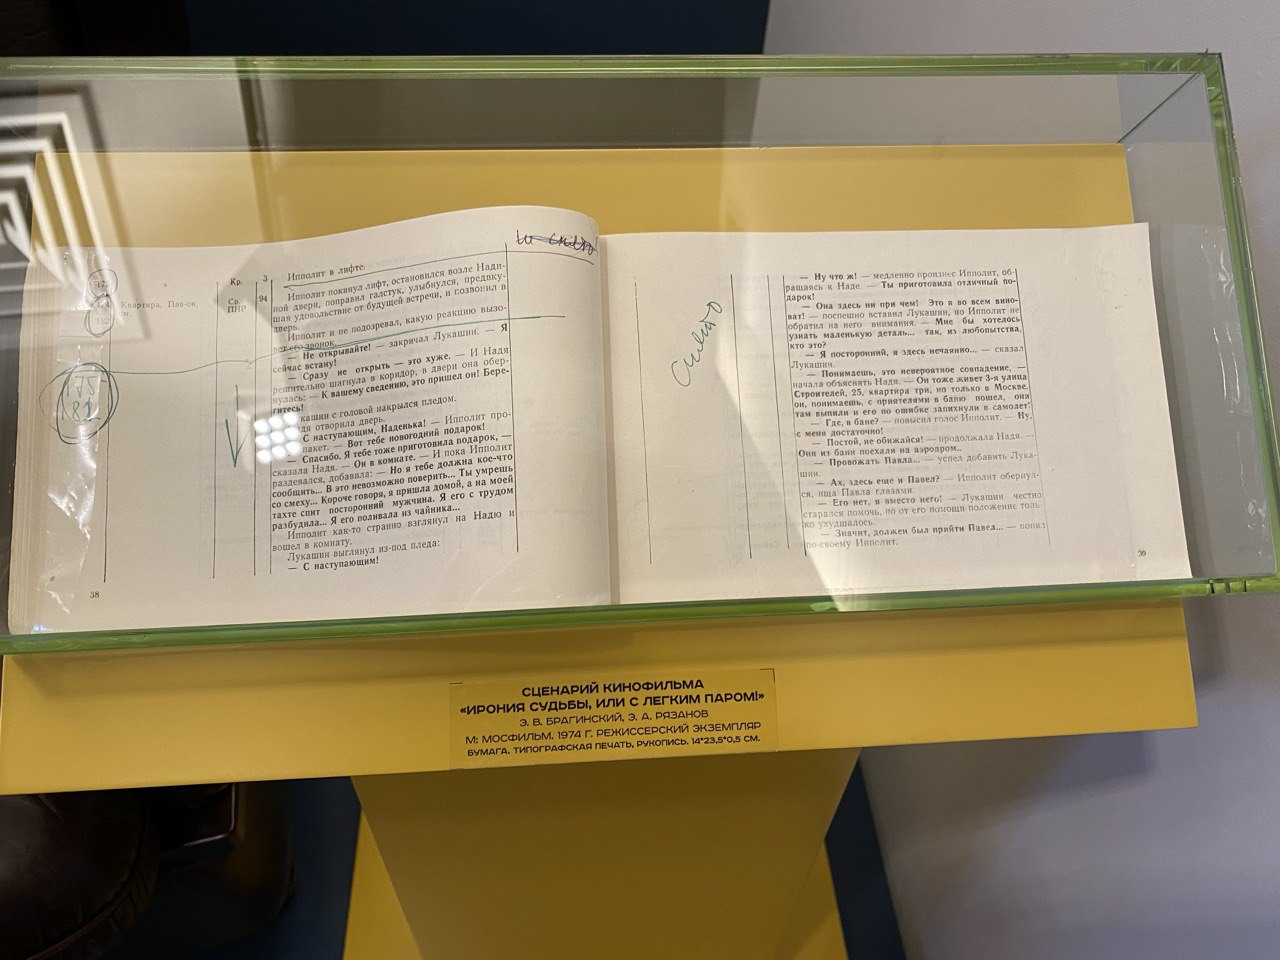 Кр. 3 Ипполит в лифте.
Ср. 94 Ипполит покинул лифт, остановился возле Нади-
Квартира. Пав-он. ПНР ной двери, поправил галстук, улыбнулся, предвку-
шая удовольствие от будущей встречи, и позвонил в
дверь.
Ипполит и не подозревал, какую реакцию вызо-
вет его звонок.
— Не открывайте! — закричал Лукашин. — Я
сейчас встану!
— Сразу не открыть — это хуже. — И Надя
решительно шагнула в коридор, в двери она обер-
нулась: — К вашему сведению, это пришел он! Бере-
гитесь!
Лукашин с головой накрылся пледом.
Надя отворила дверь.
С наступающим, Наденька! — Ипполит про-
пакет. — Вот тебе новогодний подарок!
— Спасибо. Я тебе тоже приготовила подарок, —
сказала Надя. — Он в комнате. — И пока Ипполит
раздевался, добавила: — Но я тебе должна кое-что
сообщить... В это невозможно поверить... Ты умрешь
со смеху... Короче говоря, я пришла домой, а на моей
тахте спит посторонний мужчина. Я его с трудом
разбудила... Я его поливала из чайника...
Ипполит как-то странно взглянул на Надю и
вошел в комнату.
Лукашин выглянул из-под пледа:
— С наступающим!
38
снято
— Ну что ж! — медленно произнес Ипполит, об-
ращаясь к Наде. — Ты приготовила отличный по-
дарок!
— Она здесь ни при чем! Это я во всем вино-
ват! — поспешно вставил Лукашин, но Ипполит не
обратил на него внимания. — Мне бы хотелось
узнать маленькую деталь... так, из любопытства,
кто это?
— Я посторонний, я здесь нечаянно... — сказал
Лукашин.
— Понимаешь, это невероятное совпадение, —
начала объяснять Надя. — Он тоже живет 3-я улица
Строителей, 25, квартира три, но только в Москве.
он, понимаешь, с приятелями в баню пошел, они
там выпили и его по ошибке запихнули в самолет!
— Где, в бане? — повысил голос Ипполит. — Ну,
с меня достаточно!
— Постой, не обижайся! — продолжала Надя. —
Они из бани поехали на аэродром..
— Провожать Павла... — успел добавить Лука-
шин.
— Ах, здесь еще и Павел? — Ипполит обернул-
ся, ища Павла глазами.
— Его нет, я вместо него! — Лукашин честно
старался помочь, но от его помощи положение толь-
ко ухудшалось.
— Значит, должен был прийти Павел... — понял
по-своему Ипполит.
39
СЦЕНАРИЙ КИНОФИЛЬМА
«ИРОНИЯ СУДЬБЫ, ИЛИ С ЛЕГКИМ ПАРОМ!»
Э. В. БРАГИНСКИЙ, Э. А. РЯЗАНОВ
М: МОСФИЛЬМ. 1974 Г. РЕЖИССЕРСКИЙ ЭКЗЕМПЛЯР
БУМАГА, ТИПОГРАФСКАЯ ПЕЧАТЬ, РУКОПИСЬ. 14*23,5*0,5 СМ.